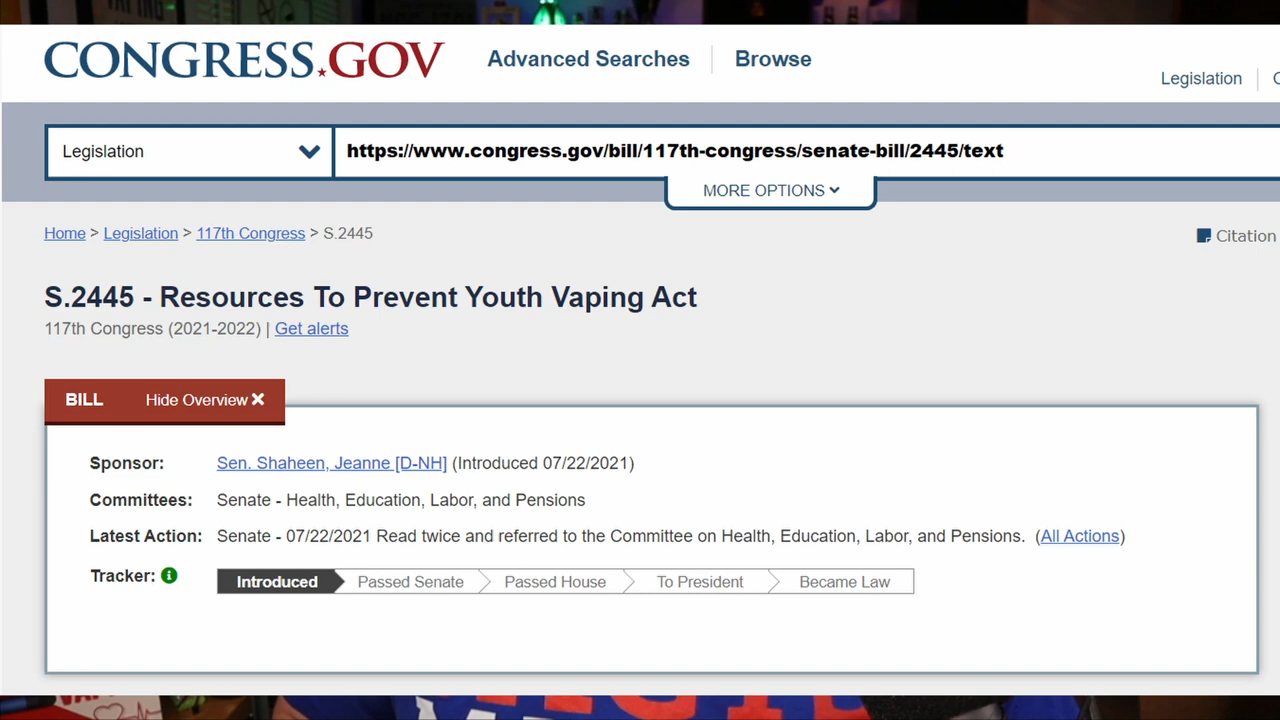 CONGRESS.GOV
Advanced Searches
Browse
Legislation
Legislation
https://www.congress.gov/bill/117th-congress/senate-bill/2445/text
MORE OPTIONS
Home > Legislation > 117th Congress > S.2445
Citation
S.2445 - Resources To Prevent Youth Vaping Act
117th Congress (2021-2022) | Get alerts
BILL Hide Overview ×
Sponsor: Sen. Shaheen, Jeanne [D-NH] (Introduced 07/22/2021)
Committees: Senate - Health, Education, Labor, and Pensions
Latest Action: Senate - 07/22/2021 Read twice and referred to the Committee on Health, Education, Labor, and Pensions. (All Actions)
Tracker:
Introduced Passed Senate Passed House To President Became Law